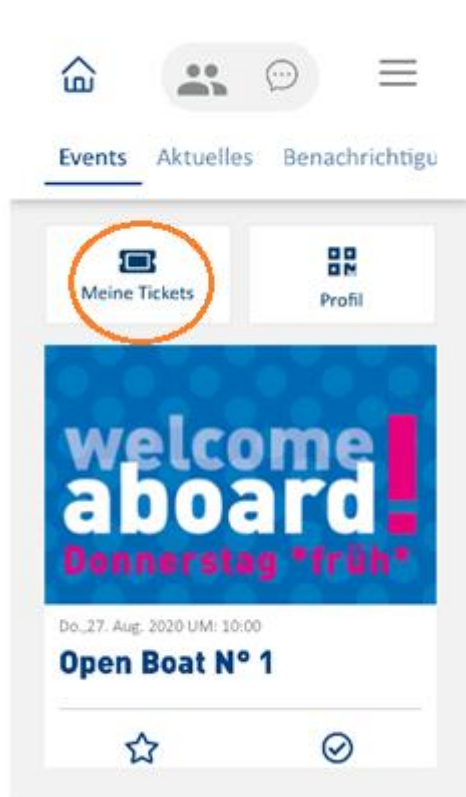 Events Aktuelles Benachrichtigu
Meine Tickets
Profil
welcome
aboard!
Donnerstag *früh*
Do.,27. Aug. 2020 UM: 10:00
Open Boat N° 1